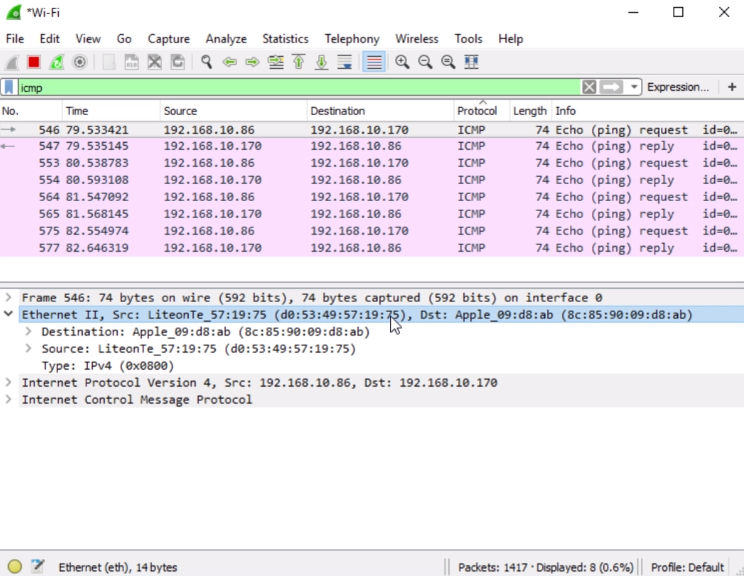 *Wi-Fi
File Edit View Go Capture Analyze Statistics Telephony Wireless Tools Help
icmp Expression... +
No. Time Source Destination Protocol Length Info
546 79.533421 192.168.10.86 192.168.10.170 ICMP 74 Echo (ping) request id=0…
547 79.535145 192.168.10.170 192.168.10.86 ICMP 74 Echo (ping) reply id=0…
553 80.538783 192.168.10.86 192.168.10.170 ICMP 74 Echo (ping) request id=0…
554 80.593108 192.168.10.170 192.168.10.86 ICMP 74 Echo (ping) reply id=0…
564 81.547092 192.168.10.86 192.168.10.170 ICMP 74 Echo (ping) request id=0…
565 81.568145 192.168.10.170 192.168.10.86 ICMP 74 Echo (ping) reply id=0…
575 82.554974 192.168.10.86 192.168.10.170 ICMP 74 Echo (ping) request id=0…
577 82.646319 192.168.10.170 192.168.10.86 ICMP 74 Echo (ping) reply id=0…
Frame 546: 74 bytes on wire (592 bits), 74 bytes captured (592 bits) on interface 0
Ethernet II, Src: LiteonTe_57:19:75 (d0:53:49:57:19:75), Dst: Apple_09:d8:ab (8c:85:90:09:d8:ab)
Destination: Apple_09:d8:ab (8c:85:90:09:d8:ab)
Source: LiteonTe_57:19:75 (d0:53:49:57:19:75)
Type: IPv4 (0x0800)
Internet Protocol Version 4, Src: 192.168.10.86, Dst: 192.168.10.170
Internet Control Message Protocol
Ethernet (eth), 14 bytes Packets: 1417 · Displayed: 8 (0.6%) Profile: Default